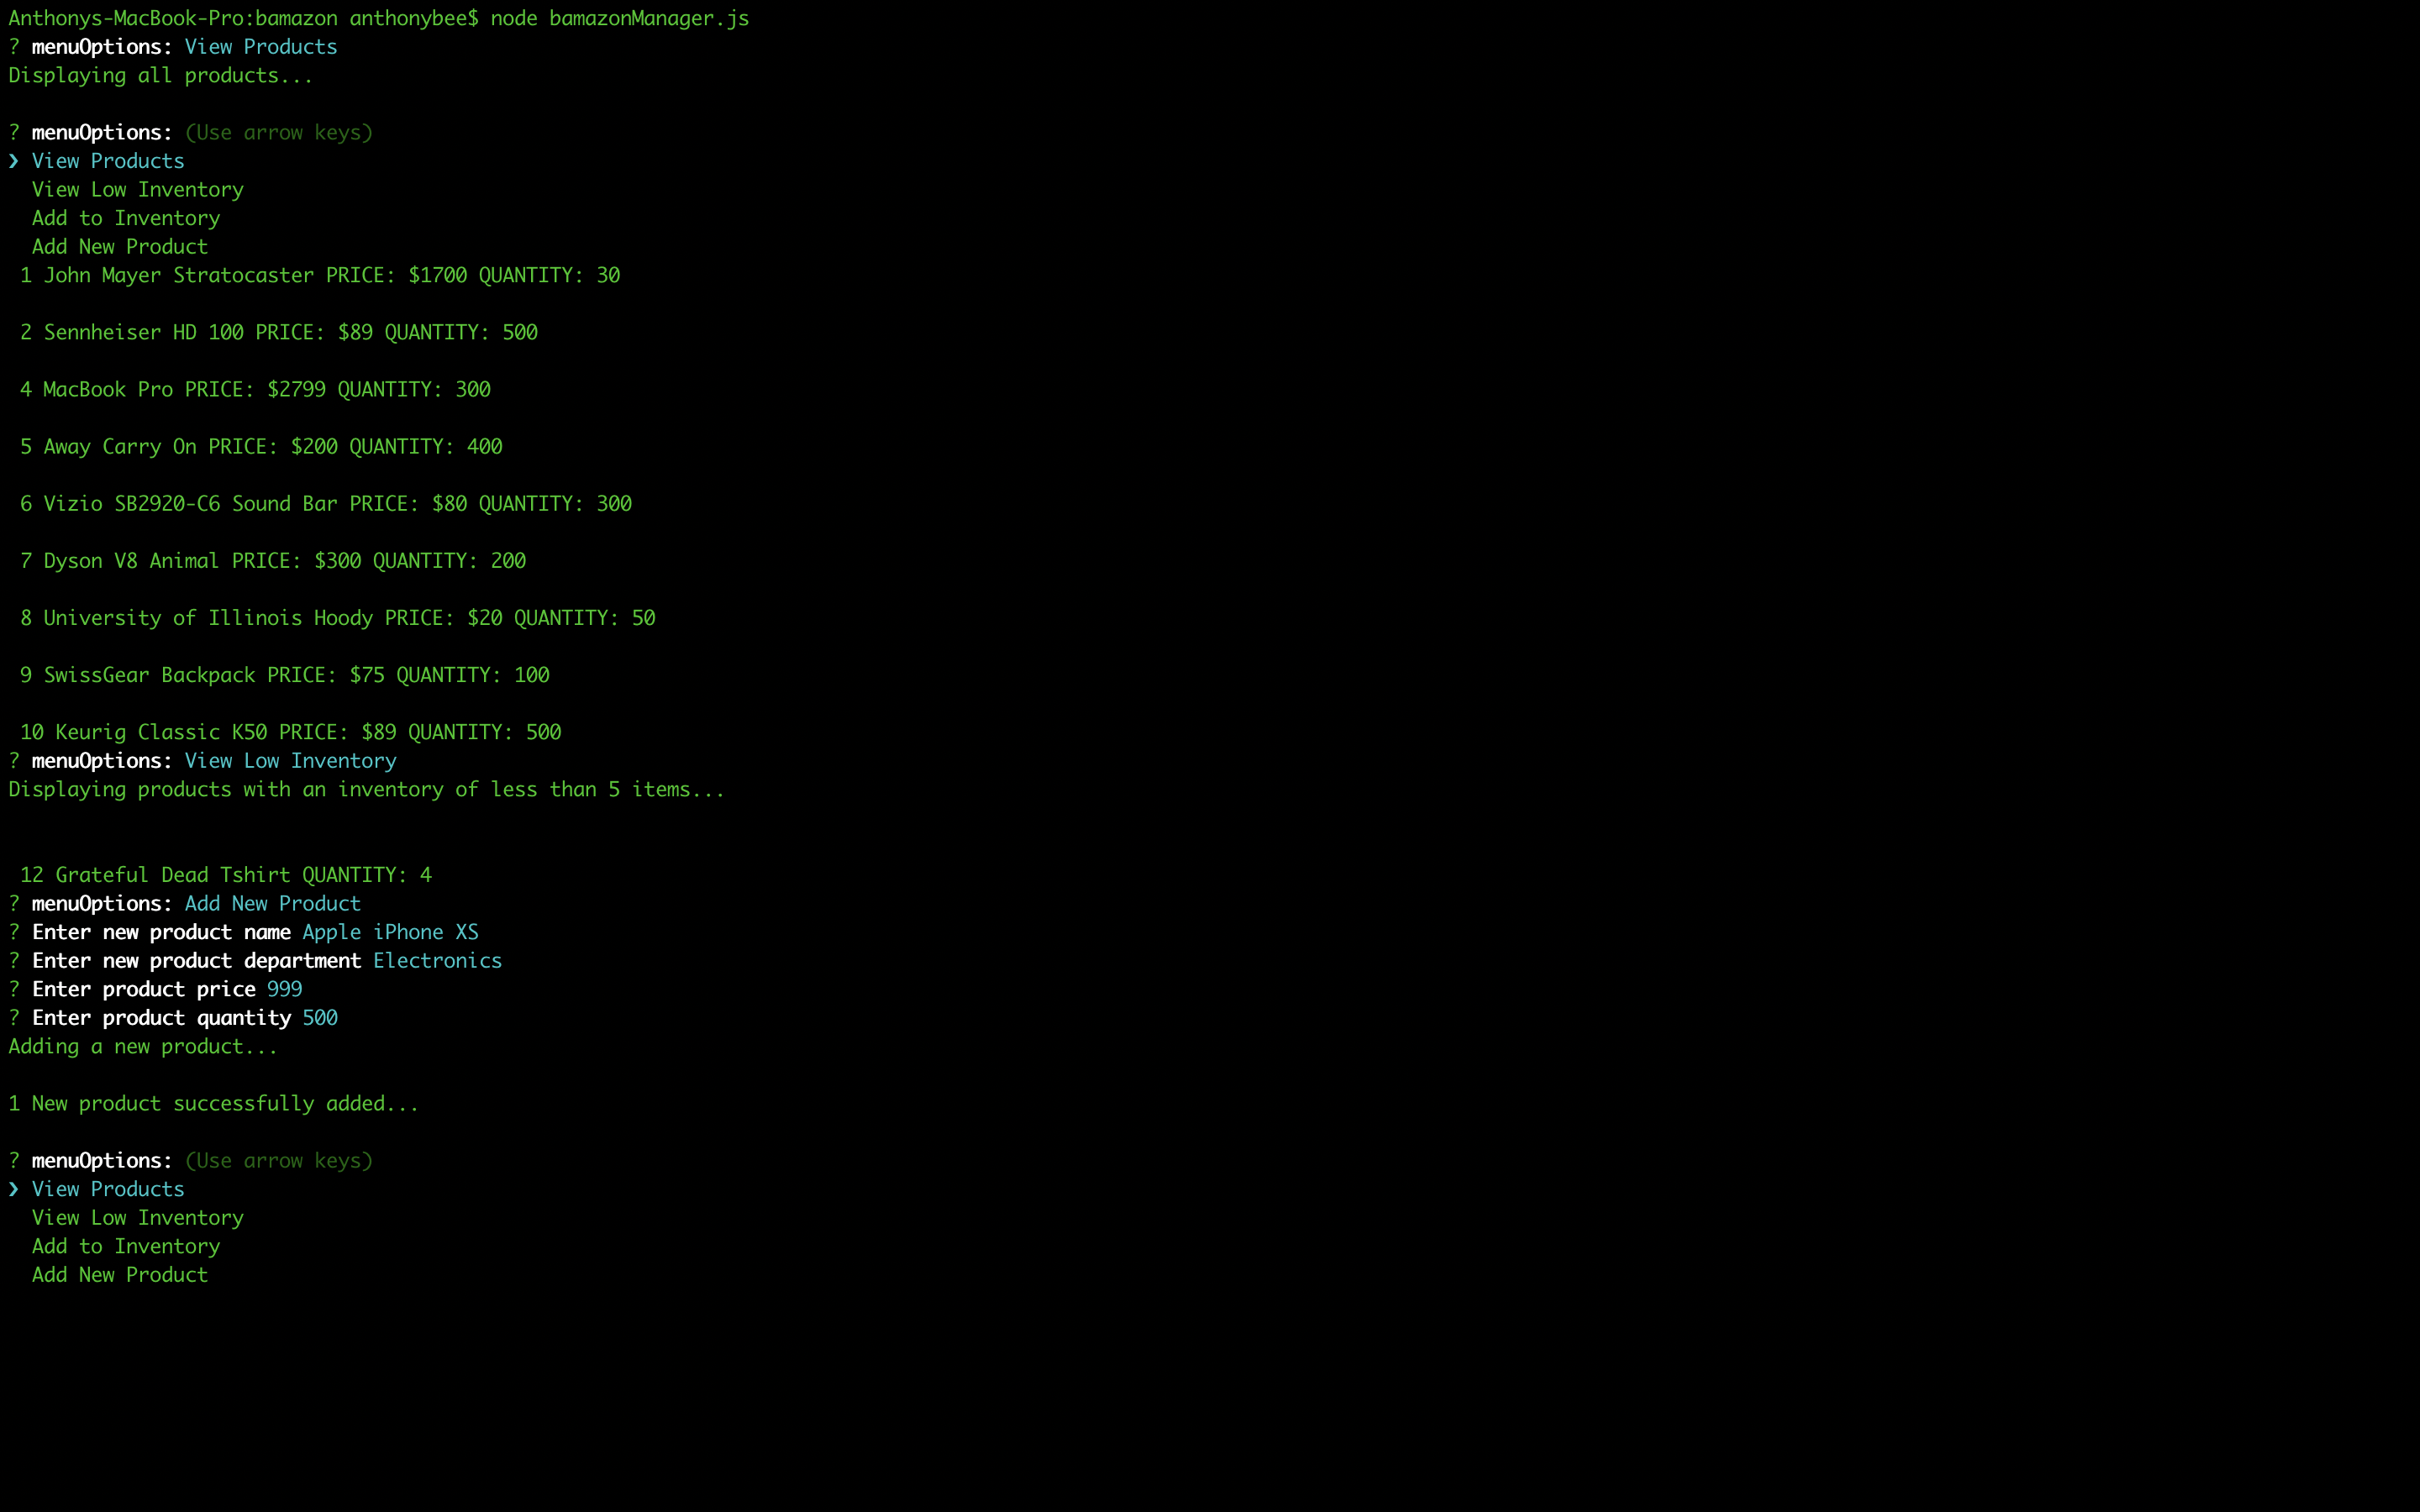 Anthonys-MacBook-Pro:bamazon anthonybee$ node bamazonManager.js
? menuOptions: View Products
Displaying all products...
? menuOptions: (Use arrow keys)
❯ View Products
View Low Inventory
Add to Inventory
Add New Product
1 John Mayer Stratocaster PRICE: $1700 QUANTITY: 30
2 Sennheiser HD 100 PRICE: $89 QUANTITY: 500
4 MacBook Pro PRICE: $2799 QUANTITY: 300
5 Away Carry On PRICE: $200 QUANTITY: 400
6 Vizio SB2920-C6 Sound Bar PRICE: $80 QUANTITY: 300
7 Dyson V8 Animal PRICE: $300 QUANTITY: 200
8 University of Illinois Hoody PRICE: $20 QUANTITY: 50
9 SwissGear Backpack PRICE: $75 QUANTITY: 100
10 Keurig Classic K50 PRICE: $89 QUANTITY: 500
? menuOptions: View Low Inventory
Displaying products with an inventory of less than 5 items...
12 Grateful Dead Tshirt QUANTITY: 4
? menuOptions: Add New Product
? Enter new product name Apple iPhone XS
? Enter new product department Electronics
? Enter product price 999
? Enter product quantity 500
Adding a new product...
1 New product successfully added...
? menuOptions: (Use arrow keys)
❯ View Products
View Low Inventory
Add to Inventory
Add New Product